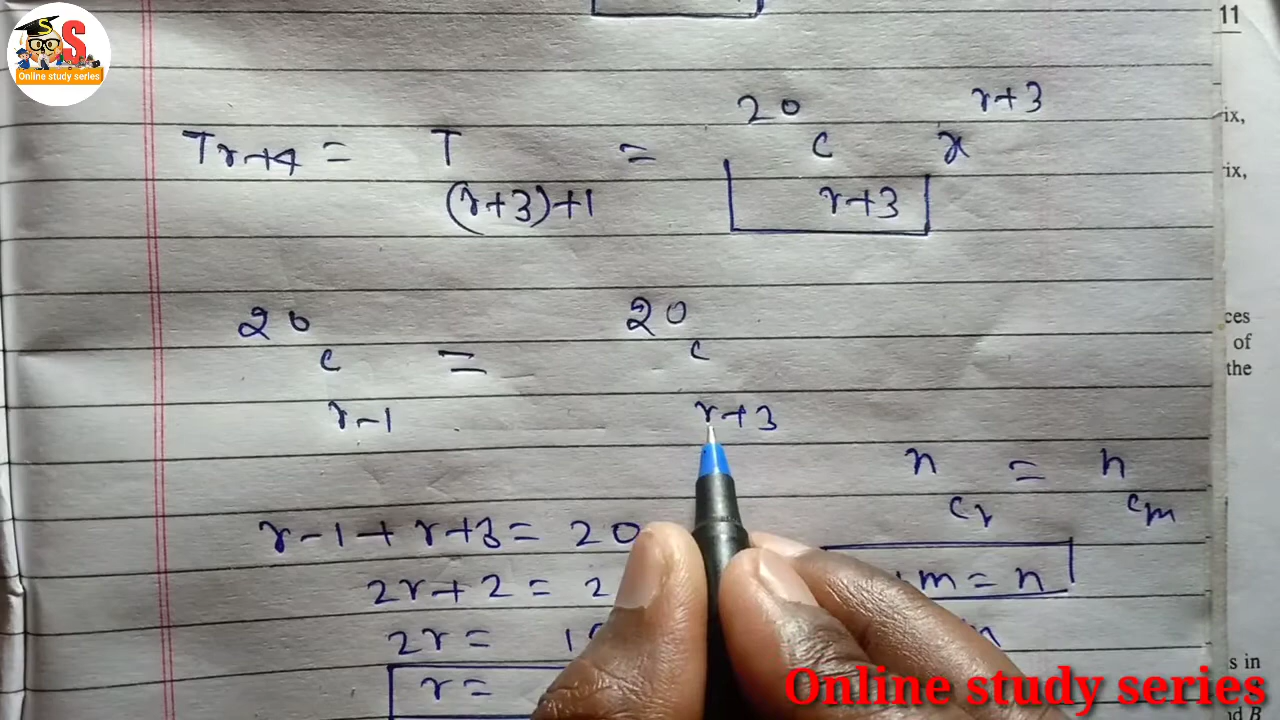 S S
Online study series
11
ix,
Tr+4 = T(r+3)+1 = 20Cr+3 x^r+3
ix,
20Cr-1 = 20Cr+3
ces
of
the
nCr = nCm
r-1+r+3= 20
2r+2 = 2
+m = n
2r= 1
r=
s in
Online study series
nd B